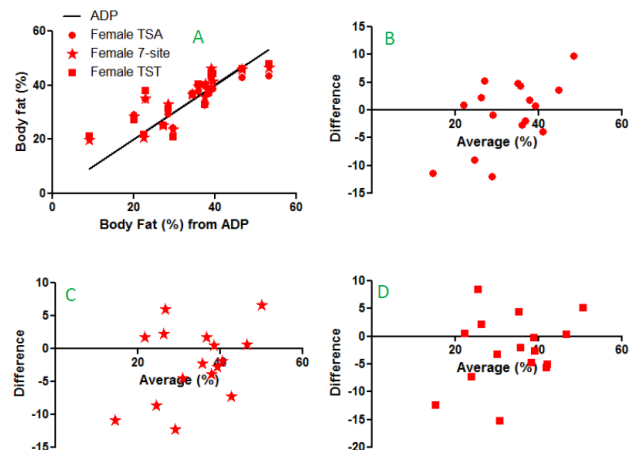 ADP
Female TSA
Female 7-site
Female TST
A
60
40
20
0
Body fat (%)
0 20 40 60
Body Fat (%) from ADP
B
15
10
5
0
-5
-10
-15
Difference
20 40 60
Average (%)
C
10
5
0
-5
-10
-15
Difference
20 40 60
Average (%)
D
10
5
0
-5
-10
-15
-20
Difference
20 40 60
Average (%)